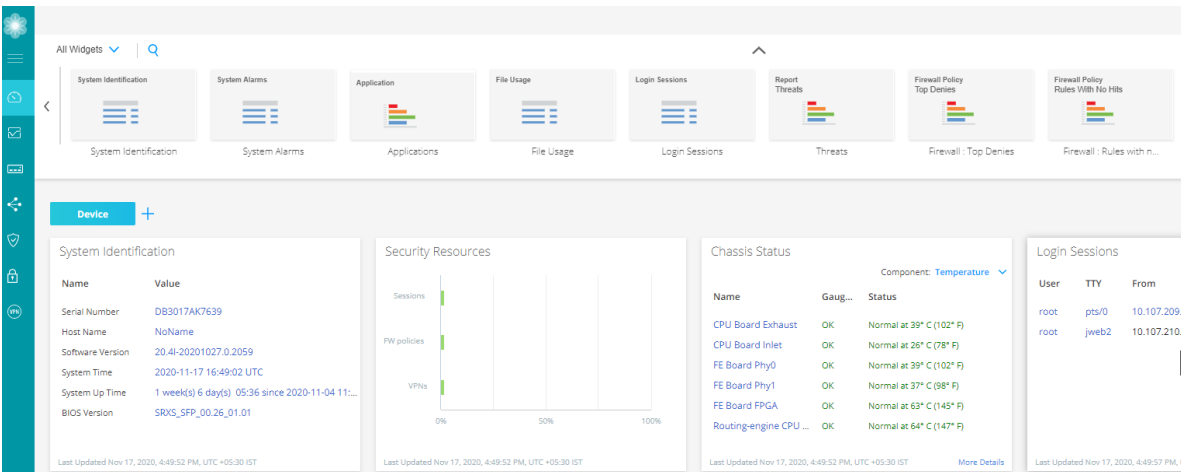 All Widgets
System Identification
System Alarms
Application
File Usage
Login Sessions
Report
Threats
Firewall Policy
Top Denies
Firewall Policy
Rules With No Hits
System Identification
System Alarms
Applications
File Usage
Login Sessions
Threats
Firewall : Top Denies
Firewall : Rules with n...
Device
System Identification
Name Value
Serial Number DB3017AK7639
Host Name NoName
Software Version 20.4I-20201027.0.2059
System Time 2020-11-17 16:49:02 UTC
System Up Time 1 week(s) 6 day(s) 05:36 since 2020-11-04 11:...
BIOS Version SRXS_SFP_00.26_01.01
Last Updated Nov 17, 2020, 4:49:52 PM, UTC +05:30 IST
Security Resources
Sessions
FW policies
VPNs
0% 50% 100%
Last Updated Nov 17, 2020, 4:49:52 PM, UTC +05:30 IST
Chassis Status
Component: Temperature
Name Gaug... Status
CPU Board Exhaust OK Normal at 39° C (102° F)
CPU Board Inlet OK Normal at 26° C (78° F)
FE Board Phy0 OK Normal at 39° C (102° F)
FE Board Phy1 OK Normal at 37° C (98° F)
FE Board FPGA OK Normal at 63° C (145° F)
Routing-engine CPU ... OK Normal at 64° C (147° F)
Last Updated Nov 17, 2020, 4:49:52 PM, UTC +05:30 IST More Details
Login Sessions
User TTY From
root pts/0 10.107.209.
root jweb2 10.107.210.
Last Updated Nov 17, 2020, 4:49:57 PM,
VPN